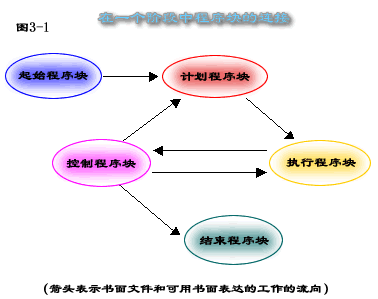 在一个阶段中程序块的连接
图3-1
起始程序块
计划程序块
控制程序块
执行程序块
结束程序块
(箭头表示书面文件和可用书面表达的工作的流向)